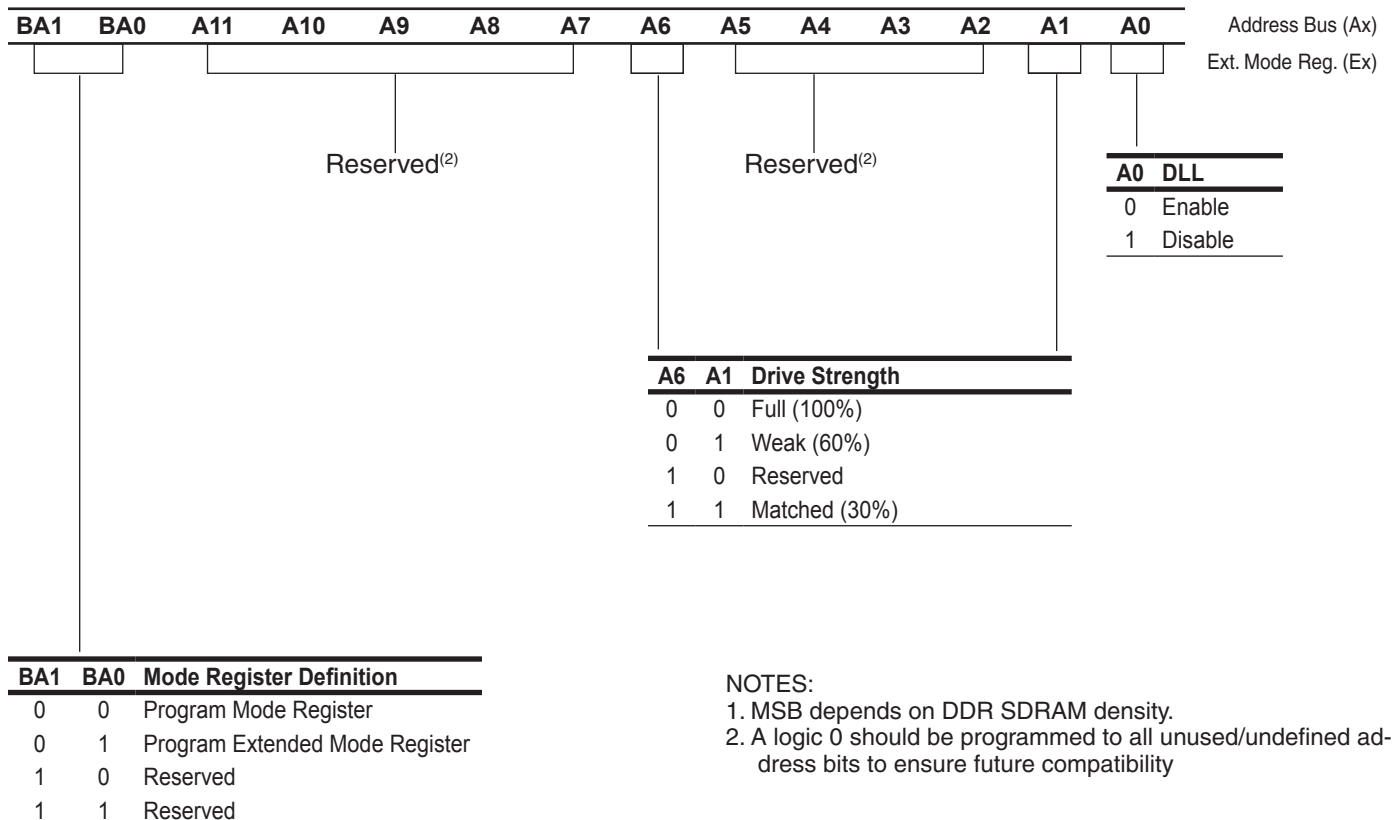 BA1 BA0 A11 A10 A9 A8 A7 A6 A5 A4 A3 A2 A1 A0 Address Bus (Ax)
Ext. Mode Reg. (Ex)
Reserved(2) Reserved(2)
A0 DLL
0 Enable
1 Disable
A6 A1 Drive Strength
0 0 Full (100%)
0 1 Weak (60%)
1 0 Reserved
1 1 Matched (30%)
BA1 BA0 Mode Register Definition
0 0 Program Mode Register
0 1 Program Extended Mode Register
1 0 Reserved
1 1 Reserved
NOTES:
1. MSB depends on DDR SDRAM density.
2. A logic 0 should be programmed to all unused/undefined ad-
dress bits to ensure future compatibility